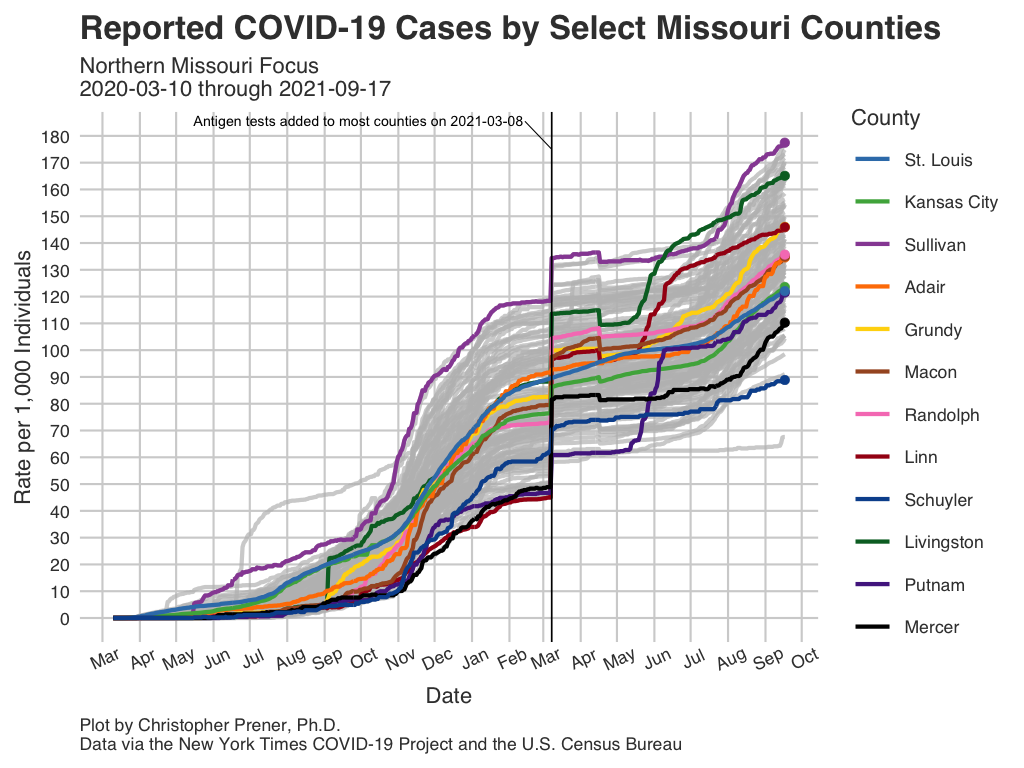 Reported COVID-19 Cases by Select Missouri Counties
Northern Missouri Focus
2020-03-10 through 2021-09-17
Antigen tests added to most counties on 2021-03-08
Rate per 1,000 Individuals
180
170
160
150
140
130
120
110
100
90
80
70
60
50
40
30
20
10
0
Mar Apr May Jun Jul Aug Sep Oct Nov Dec Jan Feb Mar Apr May Jun Jul Aug Sep Oct
Date
County
St. Louis
Kansas City
Sullivan
Adair
Grundy
Macon
Randolph
Linn
Schuyler
Livingston
Putnam
Mercer
Plot by Christopher Prener, Ph.D.
Data via the New York Times COVID-19 Project and the U.S. Census Bureau